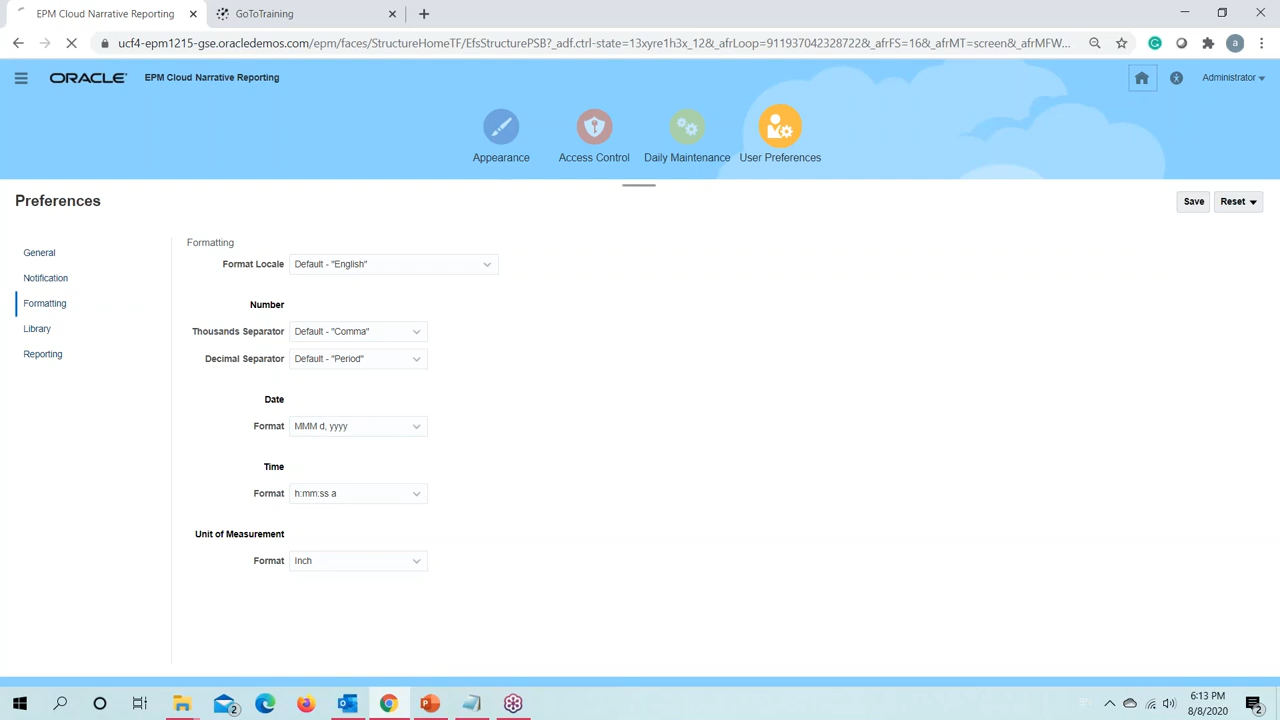 EPM Cloud Narrative Reporting
GoToTraining
ucf4-epm1215-gse.oracledemos.com/epm/faces/StructureHomeTF/EfsStructurePSB?_adf.ctrl-state=13xyre1h3x_12&_afrLoop=9119370423328722&_afrFS=16&_afrMT=screen&_afrMFW...
a
ORACLE EPM Cloud Narrative Reporting
Administrator
Appearance
Access Control
Daily Maintenance
User Preferences
Preferences
Save
Reset
General
Notification
Formatting
Library
Reporting
Formatting
Format Locale Default - "English"
Number
Thousands Separator Default - "Comma"
Decimal Separator Default - "Period"
Date
Format MMM d, yyyy
Time
Format h:mm:ss a
Unit of Measurement
Format Inch
2
6:13 PM
8/8/2020
2